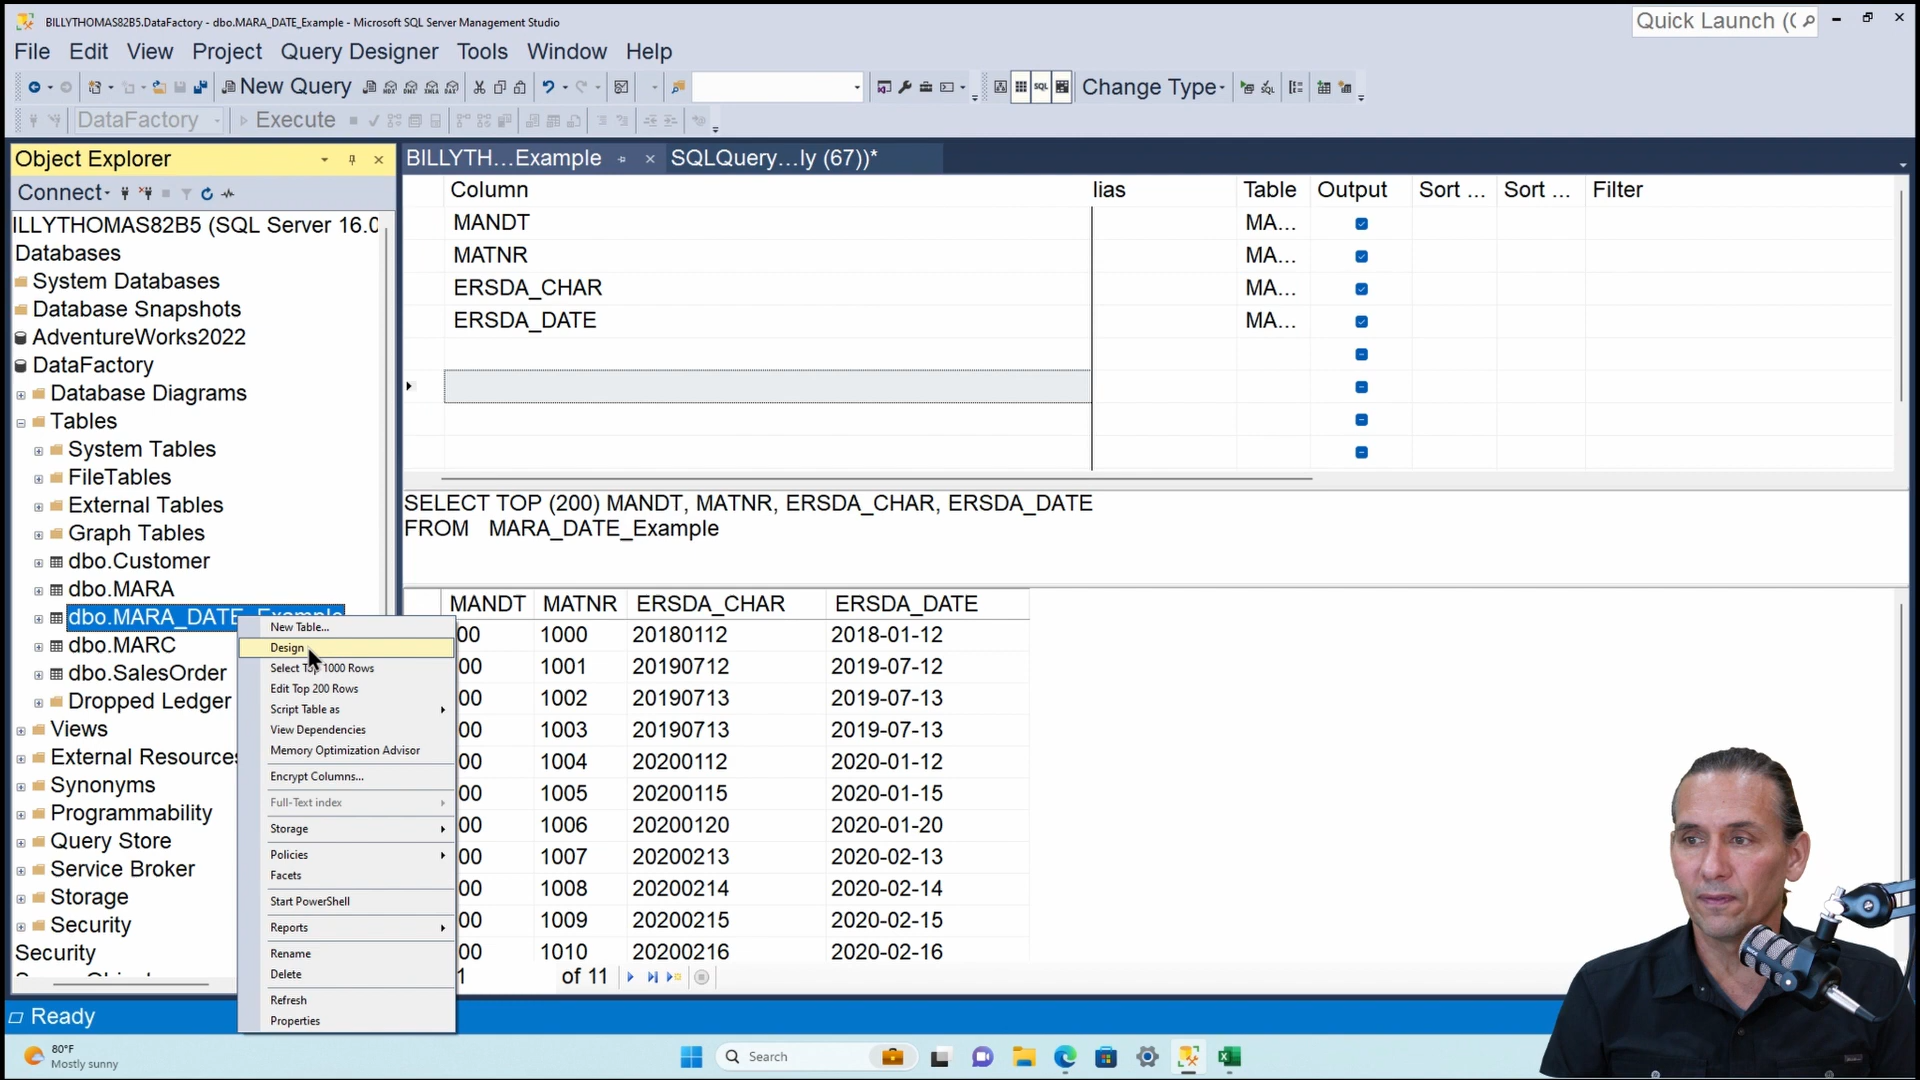 BILLYTHOMAS82B5.DataFactory - dbo.MARA_DATE_Example - Microsoft SQL Server Management Studio
Quick Launch ((
File Edit View Project Query Designer Tools Window Help
New Query
SQL
Change Type
DataFactory
Execute
Object Explorer
BILLYTH...Example
SQLQuery...ly (67))*
Connect
ILLYTHOMAS82B5 (SQL Server 16.0
Databases
System Databases
Database Snapshots
AdventureWorks2022
DataFactory
Database Diagrams
Tables
System Tables
FileTables
External Tables
Graph Tables
dbo.Customer
dbo.MARA
dbo.MARA_DATE_Example
dbo.MARC
dbo.SalesOrder
Dropped Ledger
Views
External Resources
Synonyms
Programmability
Query Store
Service Broker
Storage
Security
Security
New Table...
Design
Select Top 1000 Rows
Edit Top 200 Rows
Script Table as
View Dependencies
Memory Optimization Advisor
Encrypt Columns...
Full-Text index
Storage
Policies
Facets
Start PowerShell
Reports
Rename
Delete
Refresh
Properties
Column lias Table Output Sort ... Sort ... Filter
MANDT MA...
MATNR MA...
ERSDA_CHAR MA...
ERSDA_DATE MA...
SELECT TOP (200) MANDT, MATNR, ERSDA_CHAR, ERSDA_DATE
FROM MARA_DATE_Example
MANDT MATNR ERSDA_CHAR ERSDA_DATE
00 1000 20180112 2018-01-12
00 1001 20190712 2019-07-12
00 1002 20190713 2019-07-13
00 1003 20190713 2019-07-13
00 1004 20200112 2020-01-12
00 1005 20200115 2020-01-15
00 1006 20200120 2020-01-20
00 1007 20200213 2020-02-13
00 1008 20200214 2020-02-14
00 1009 20200215 2020-02-15
00 1010 20200216 2020-02-16
1 of 11
Ready
80°F
Mostly sunny
Search